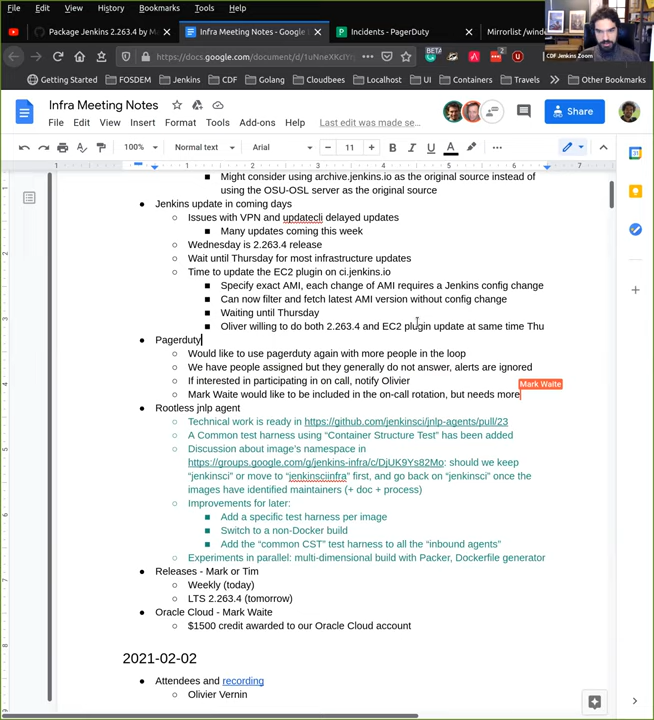 File Edit View History Bookmarks Tools Help
Package Jenkins 2.263.4 by M
Infra Meeting Notes - Google
Incidents - PagerDuty
Mirrorlist /windo
https://docs.google.com/document/d/1uNneXKcIY
BETA
2
CDF Jenkins Zoom
Getting Started FOSDEM Jenkins CDF Golang Cloudbees Localhost UI Containers Travels Other Bookmarks
Infra Meeting Notes
Share
File Edit View Insert Format Tools Add-ons Help Last edit was made se...
100% Normal text Arial 11 B I U A
1 1 2 3 4 5 6 7
Might consider using archive.jenkins.io as the original source instead of
using the OSU-OSL server as the original source
Jenkins update in coming days
Issues with VPN and updatecli delayed updates
Many updates coming this week
Wednesday is 2.263.4 release
Wait until Thursday for most infrastructure updates
Time to update the EC2 plugin on ci.jenkins.io
Specify exact AMI, each change of AMI requires a Jenkins config change
Can now filter and fetch latest AMI version without config change
Waiting until Thursday
Oliver willing to do both 2.263.4 and EC2 plugin update at same time Thu
Pagerduty
Would like to use pagerduty again with more people in the loop
We have people assigned but they generally do not answer, alerts are ignored
If interested in participating in on call, notify Olivier
Mark Waite
Mark Waite would like to be included in the on-call rotation, but needs more
Rootless jnlp agent
Technical work is ready in https://github.com/jenkinsci/jnlp-agents/pull/23
A Common test harness using “Container Structure Test” has been added
Discussion about image’s namespace in
https://groups.google.com/g/jenkins-infra/c/DjUK9Ys82Mo: should we keep
“jenkinsci” or move to “jenkinsciinfra” first, and go back on “jenkinsci” once the
images have identified maintainers (+ doc + process)
Improvements for later:
Add a specific test harness per image
Switch to a non-Docker build
Add the “common CST” test harness to all the “inbound agents”
Experiments in parallel: multi-dimensional build with Packer, Dockerfile generator
Releases - Mark or Tim
Weekly (today)
LTS 2.263.4 (tomorrow)
Oracle Cloud - Mark Waite
$1500 credit awarded to our Oracle Cloud account
2021-02-02
Attendees and recording
Olivier Vernin